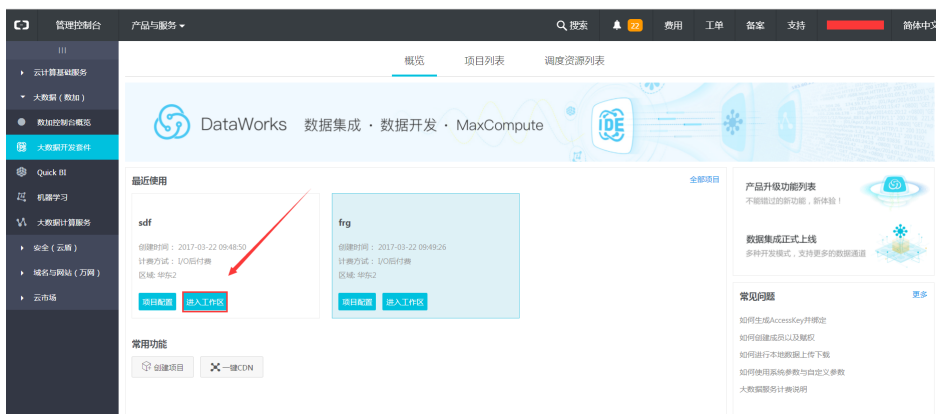 管理控制台 产品与服务 搜索 22 费用 工单 备案 支持 简体中文
云计算基础服务
大数据（数加）
数加控制台概览
大数据开发套件
Quick BI
机器学习
大数据计算服务
安全（云盾）
域名与网站（万网）
云市场
概览 项目列表 调度资源列表
DataWorks 数据集成・数据开发・MaxCompute
IDE
最近使用 全部项目
sdf
创建时间：2017-03-22 09:48:50
计费方式：I/O后付费
区域:华东2
项目配置 进入工作区
frg
创建时间：2017-03-22 09:49:26
计费方式：I/O后付费
区域:华东2
项目配置 进入工作区
常用功能
创建项目 一键CDN
产品升级功能列表
不能错过的新功能，新体验！
数据集成正式上线
多种开发模式，支持更多的数据通道
常见问题 更多
如何生成AccessKey并绑定
如何创建成员以及赋权
如何进行本地数据上传下载
如何使用系统参数与自定义参数
大数据服务计费说明